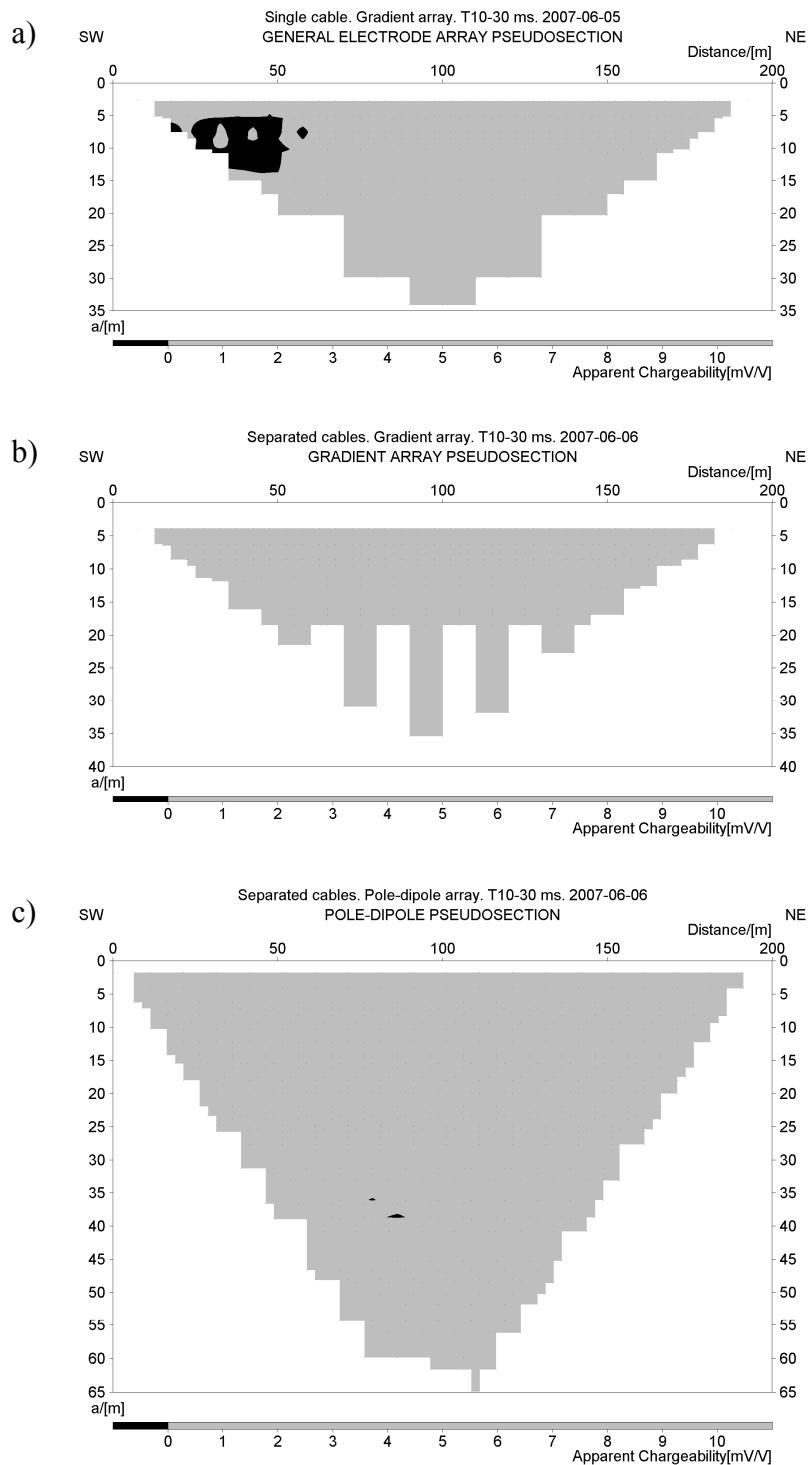 a)
Single cable. Gradient array. T10-30 ms. 2007-06-05
SW GENERAL ELECTRODE ARRAY PSEUDOSECTION NE
Distance/[m]
0 50 100 150 200
0 0
5 5
10 10
15 15
20 20
25 25
30 30
35 35
a/[m]
0 1 2 3 4 5 6 7 8 9 10
Apparent Chargeability[mV/V]
b)
Separated cables. Gradient array. T10-30 ms. 2007-06-06
SW GRADIENT ARRAY PSEUDOSECTION NE
Distance/[m]
0 50 100 150 200
0 0
5 5
10 10
15 15
20 20
25 25
30 30
35 35
40 40
a/[m]
0 1 2 3 4 5 6 7 8 9 10
Apparent Chargeability[mV/V]
c)
Separated cables. Pole-dipole array. T10-30 ms. 2007-06-06
SW POLE-DIPOLE PSEUDOSECTION NE
Distance/[m]
0 50 100 150 200
0 0
5 5
10 10
15 15
20 20
25 25
30 30
35 35
40 40
45 45
50 50
55 55
60 60
65 65
a/[m]
0 1 2 3 4 5 6 7 8 9 10
Apparent Chargeability[mV/V]